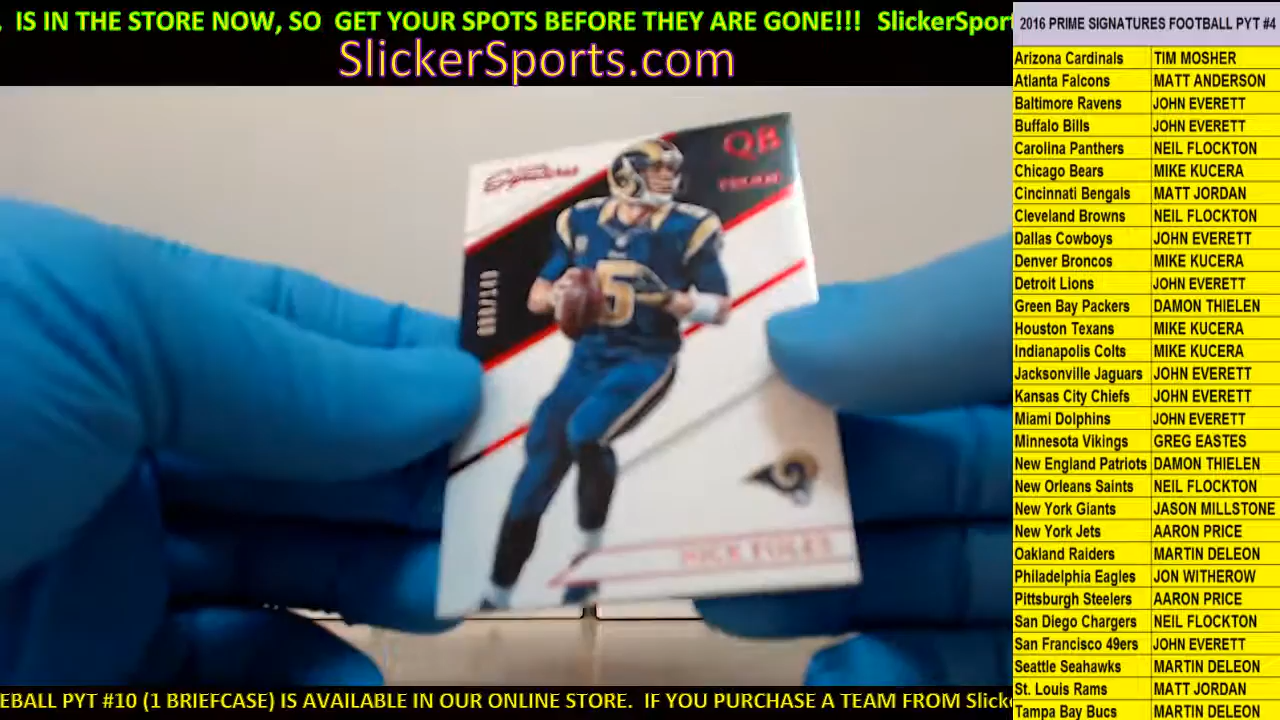 . IS IN THE STORE NOW, SO GET YOUR SPOTS BEFORE THEY ARE GONE!!! SlickerSport
SlickerSports.com
QB
5
NICK FOLES
EBALL PYT #10 (1 BRIEFCASE) IS AVAILABLE IN OUR ONLINE STORE. IF YOU PURCHASE A TEAM FROM Slick
2016 PRIME SIGNATURES FOOTBALL PYT #4
Arizona Cardinals TIM MOSHER
Atlanta Falcons MATT ANDERSON
Baltimore Ravens JOHN EVERETT
Buffalo Bills JOHN EVERETT
Carolina Panthers NEIL FLOCKTON
Chicago Bears MIKE KUCERA
Cincinnati Bengals MATT JORDAN
Cleveland Browns NEIL FLOCKTON
Dallas Cowboys JOHN EVERETT
Denver Broncos MIKE KUCERA
Detroit Lions JOHN EVERETT
Green Bay Packers DAMON THIELEN
Houston Texans MIKE KUCERA
Indianapolis Colts MIKE KUCERA
Jacksonville Jaguars JOHN EVERETT
Kansas City Chiefs JOHN EVERETT
Miami Dolphins JOHN EVERETT
Minnesota Vikings GREG EASTES
New England Patriots DAMON THIELEN
New Orleans Saints NEIL FLOCKTON
New York Giants JASON MILLSTONE
New York Jets AARON PRICE
Oakland Raiders MARTIN DELEON
Philadelphia Eagles JON WITHEROW
Pittsburgh Steelers AARON PRICE
San Diego Chargers NEIL FLOCKTON
San Francisco 49ers JOHN EVERETT
Seattle Seahawks MARTIN DELEON
St. Louis Rams MATT JORDAN
Tampa Bay Bucs MARTIN DELEON